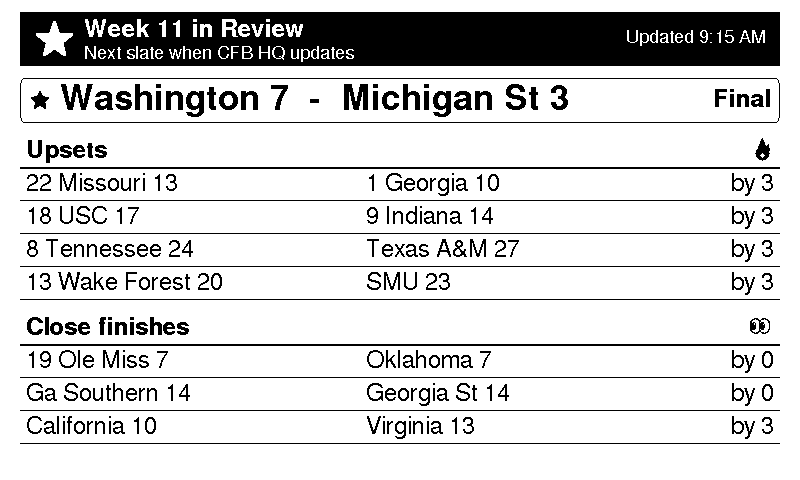 Week 11 in Review
Next slate when CFB HQ updates
Updated 9:15 AM
Washington 7 - Michigan St 3 Final
Upsets
22 Missouri 13 1 Georgia 10 by 3
18 USC 17 9 Indiana 14 by 3
8 Tennessee 24 Texas A&M 27 by 3
13 Wake Forest 20 SMU 23 by 3
Close finishes
19 Ole Miss 7 Oklahoma 7 by 0
Ga Southern 14 Georgia St 14 by 0
California 10 Virginia 13 by 3